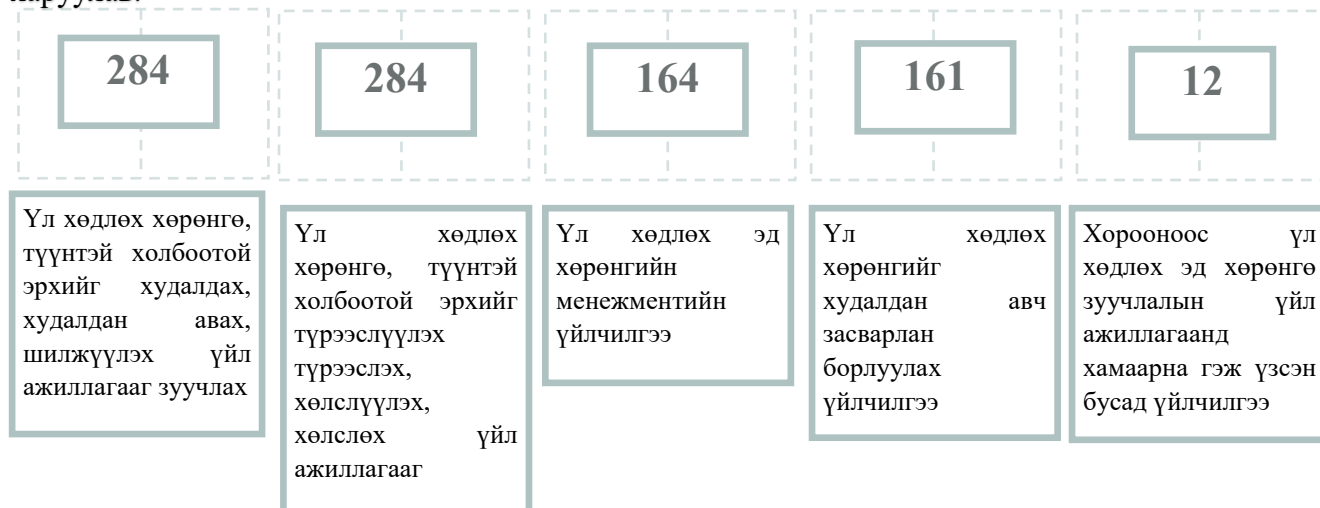 284
284
164
161
12
Үл хөдлөх хөрөнгө,
түүнтэй холбоотой
эрхийг худалдах,
худалдан авах,
шилжүүлэх үйл
ажиллагааг зуучлах
Үл хөдлөх
хөрөнгө, түүнтэй
холбоотой эрхийг
түрээслүүлэх
түрээслэх,
хөлслүүлэх,
хөлслөх үйл
ажиллагааг
Үл хөдлөх эд
хөрөнгийн
менежментийн
үйлчилгээ
Үл хөдлөх
хөрөнгийг
худалдан авч
засварлан
борлуулах
үйлчилгээ
Хорооноос үл
хөдлөх эд хөрөнгө
зуучлалын үйл
ажиллагаанд
хамаарна гэж үзсэн
бусад үйлчилгээ